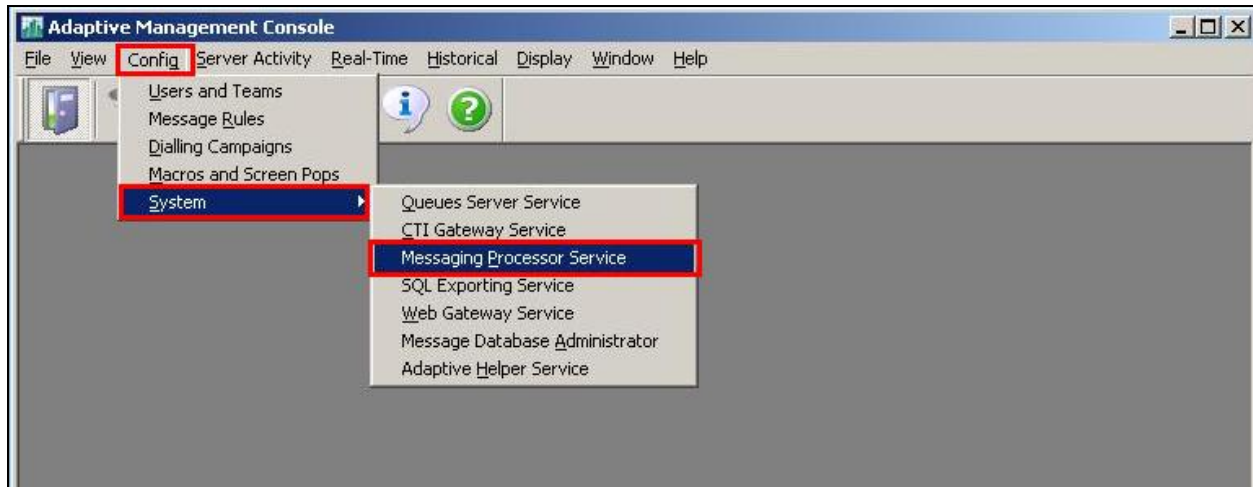 Adaptive Management Console
File View Config Server Activity Real-Time Historical Display Window Help
Users and Teams
Message Rules
Dialling Campaigns
Macros and Screen Pops
System
Queues Server Service
CTI Gateway Service
Messaging Processor Service
SQL Exporting Service
Web Gateway Service
Message Database Administrator
Adaptive Helper Service